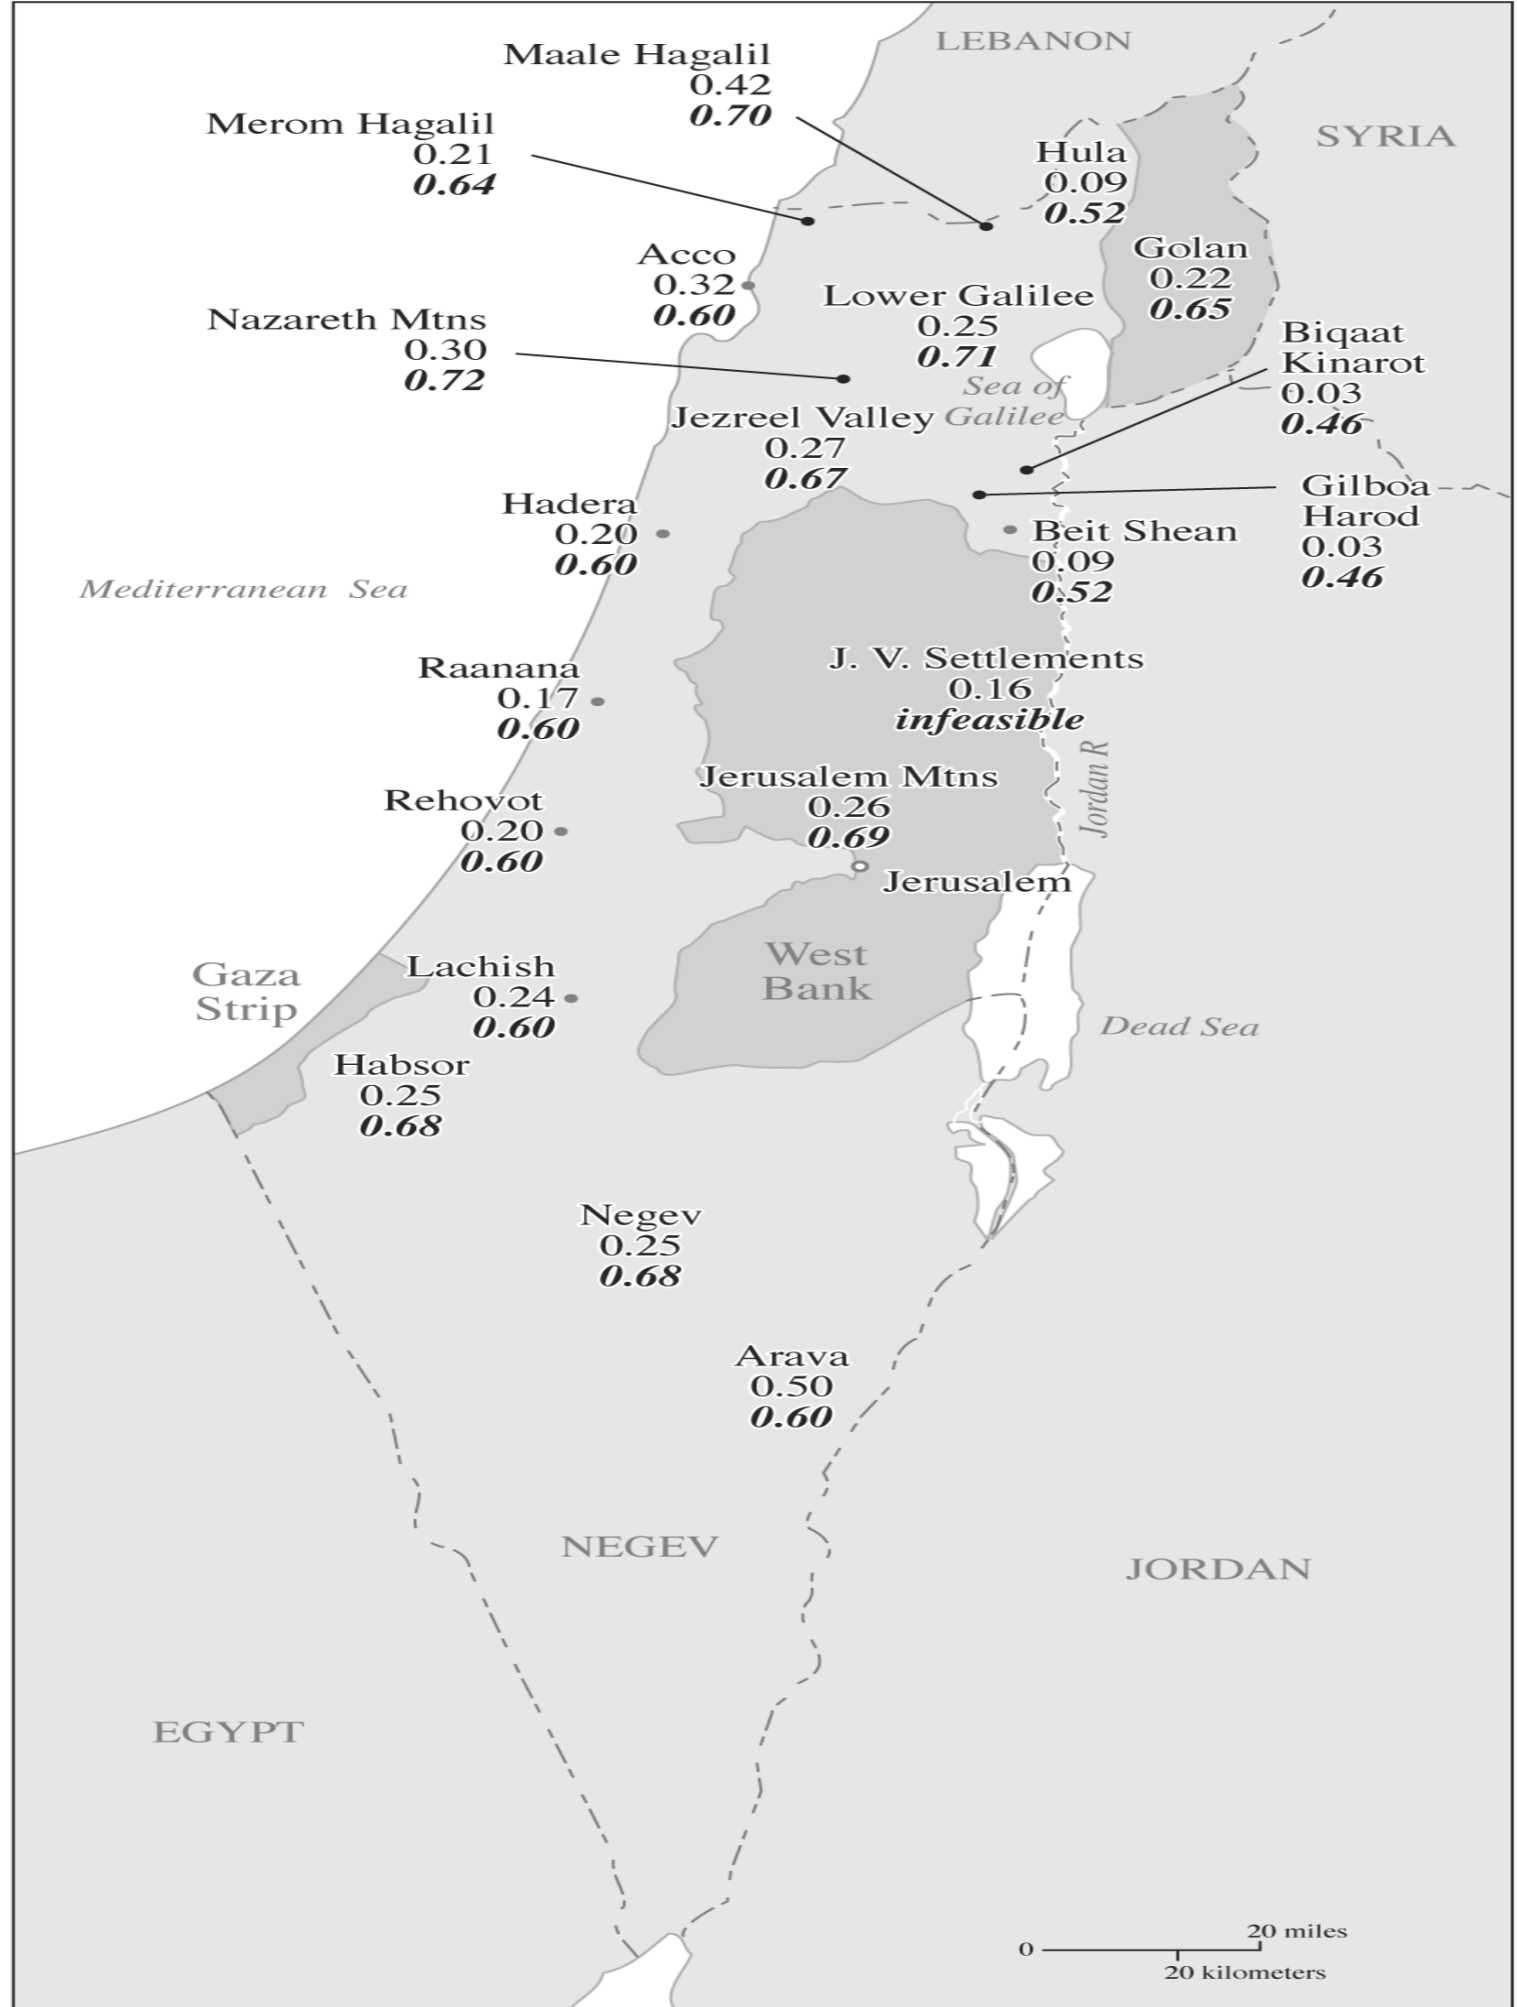 LEBANON
Maale Hagalil
0.42
0.70
Merom Hagalil
0.21
0.64
SYRIA
Hula
0.09
0.52
Acco
0.32
0.60
Golan
0.22
0.65
Lower Galilee
0.25
0.71
Nazareth Mtns
0.30
0.72
Biqaat
Kinarot
0.03
0.46
Sea of
Galilee
Jezreel Valley
0.27
0.67
Gilboa
Harod
0.03
0.46
Hadera
0.20
0.60
Beit Shean
0.09
0.52
Mediterranean Sea
J. V. Settlements
0.16
infeasible
Raanana
0.17
0.60
Jordan R
Jerusalem Mtns
0.26
0.69
Rehovot
0.20
0.60
Jerusalem
West
Bank
Gaza
Strip
Lachish
0.24
0.60
Dead Sea
Habsor
0.25
0.68
Negev
0.25
0.68
Arava
0.50
0.60
NEGEV
JORDAN
EGYPT
20 miles
0
20 kilometers